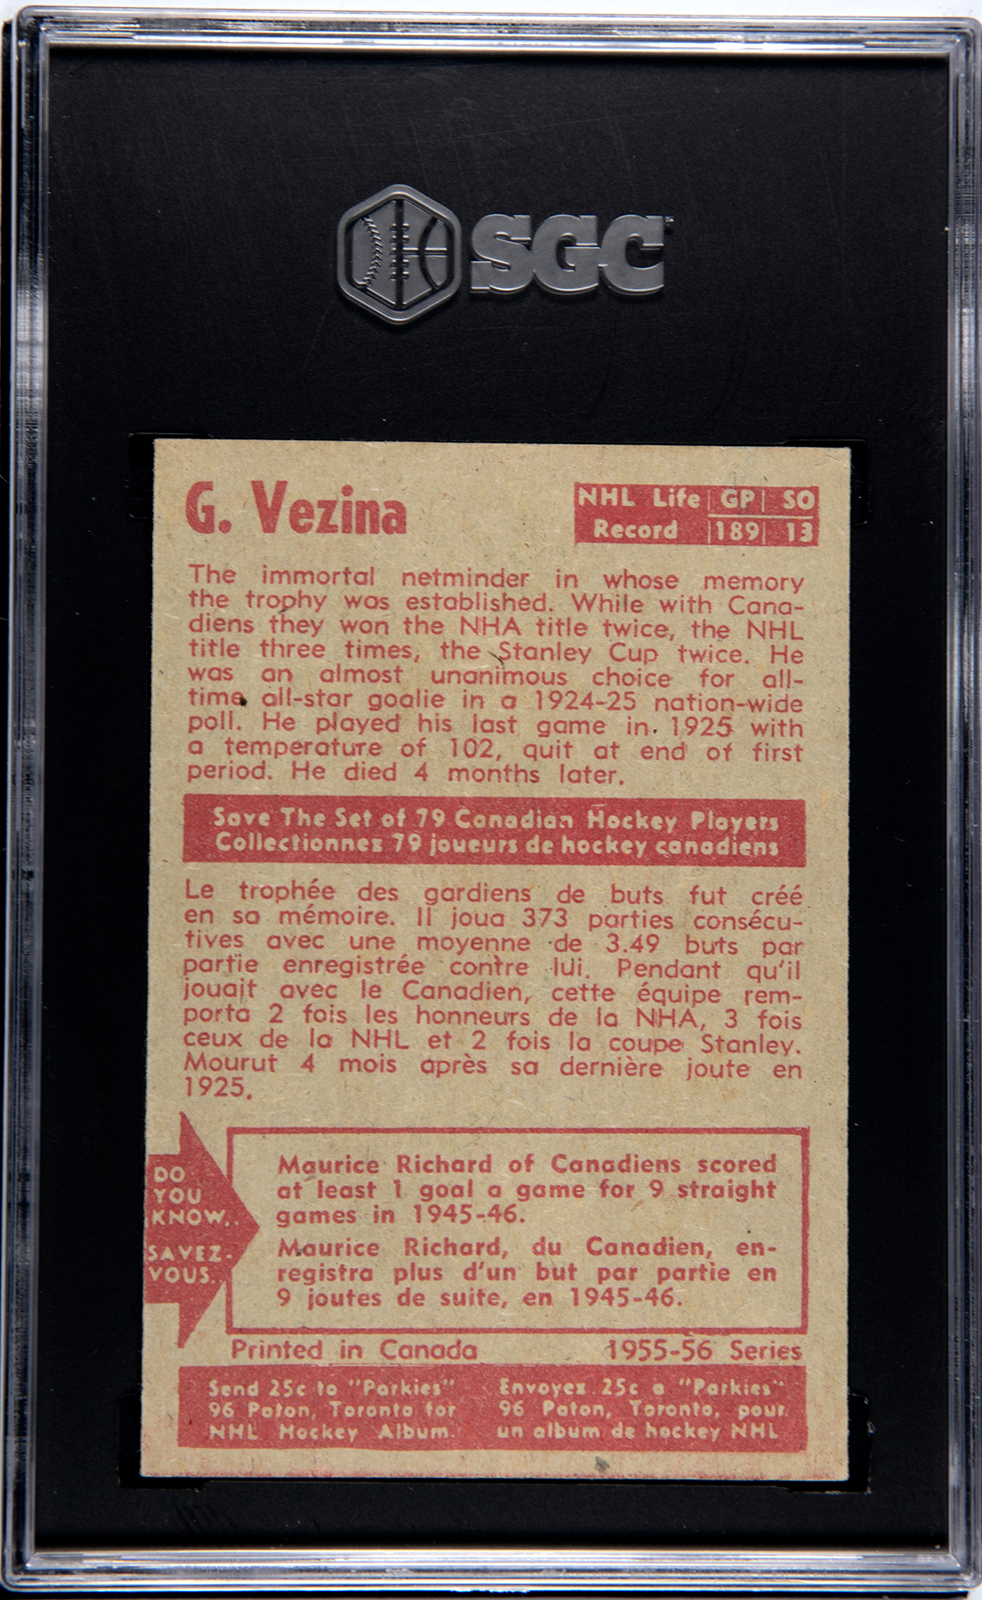 SGC
G. Vezina
NHL Life GP SO
Record 189 13
The immortal netminder in whose memory
the trophy was established. While with Cana-
diens they won the NHA title twice, the NHL
title three times, the Stanley Cup twice. He
was an almost unanimous choice for all-
time all-star goalie in a 1924-25 nation-wide
poll. He played his last game in 1925 with
a temperature of 102, quit at end of first
period. He died 4 months later.
Save The Set of 79 Canadian Hockey Players
Collectionnez 79 joueurs de hockey canadiens
Le trophée des gardiens de buts fut créé
en sa mémoire. Il joua 373 parties consécu-
tives avec une moyenne de 3.49 buts par
partie enregistrée contre lui. Pendant qu'il
jouait avec le Canadien, cette équipe rem-
porta 2 fois les honneurs de la NHA, 3 fois
ceux de la NHL et 2 fois la coupe Stanley.
Mourut 4 mois après sa dernière joute en
1925.
DO
YOU
KNOW..
SAVEZ-
VOUS..
Maurice Richard of Canadiens scored
at least 1 goal a game for 9 straight
games in 1945-46.
Maurice Richard, du Canadien, en-
registra plus d'un but par partie en
9 joutes de suite, en 1945-46.
Printed in Canada 1955-56 Series
Send 25c to "Parkies"
96 Paton, Toronto for
NHL Hockey Album.
Envoyez 25c a "Parkies"
96 Paton, Toronto, pour
un album de hockey NHL